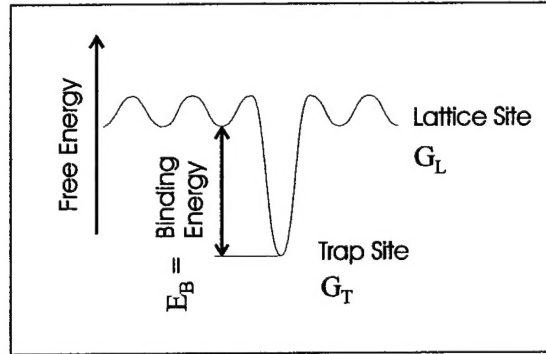 Free Energy
E_B = Binding
Energy
Lattice Site
G_L
Trap Site
G_T